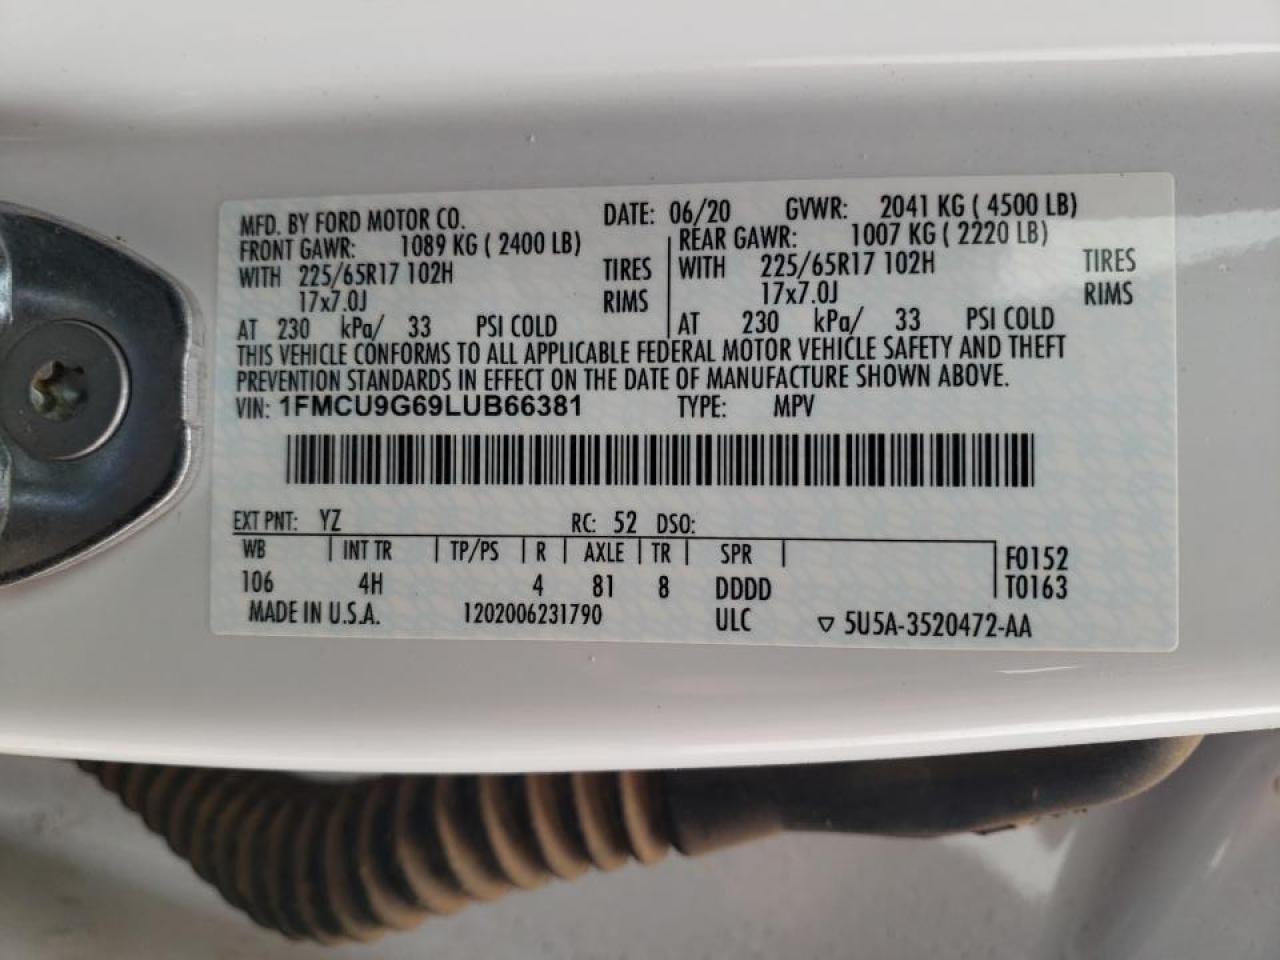 MFD. BY FORD MOTOR CO. DATE: 06/20 GVWR: 2041 KG ( 4500 LB)
FRONT GAWR: 1089 KG ( 2400 LB) REAR GAWR: 1007 KG ( 2220 LB)
WITH 225/65R17 102H TIRES WITH 225/65R17 102H TIRES
17x7.0J RIMS 17x7.0J RIMS
AT 230 kPa/ 33 PSI COLD AT 230 kPa/ 33 PSI COLD
THIS VEHICLE CONFORMS TO ALL APPLICABLE FEDERAL MOTOR VEHICLE SAFETY AND THEFT
PREVENTION STANDARDS IN EFFECT ON THE DATE OF MANUFACTURE SHOWN ABOVE.
VIN: 1FMCU9G69LUB66381 TYPE: MPV
EXT PNT: YZ RC: 52 DSO:
WB INT TR TP/PS R AXLE TR SPR F0152
106 4H 4 81 8 DDDD T0163
MADE IN U.S.A. 1202006231790 ULC ▽ 5U5A-3520472-AA